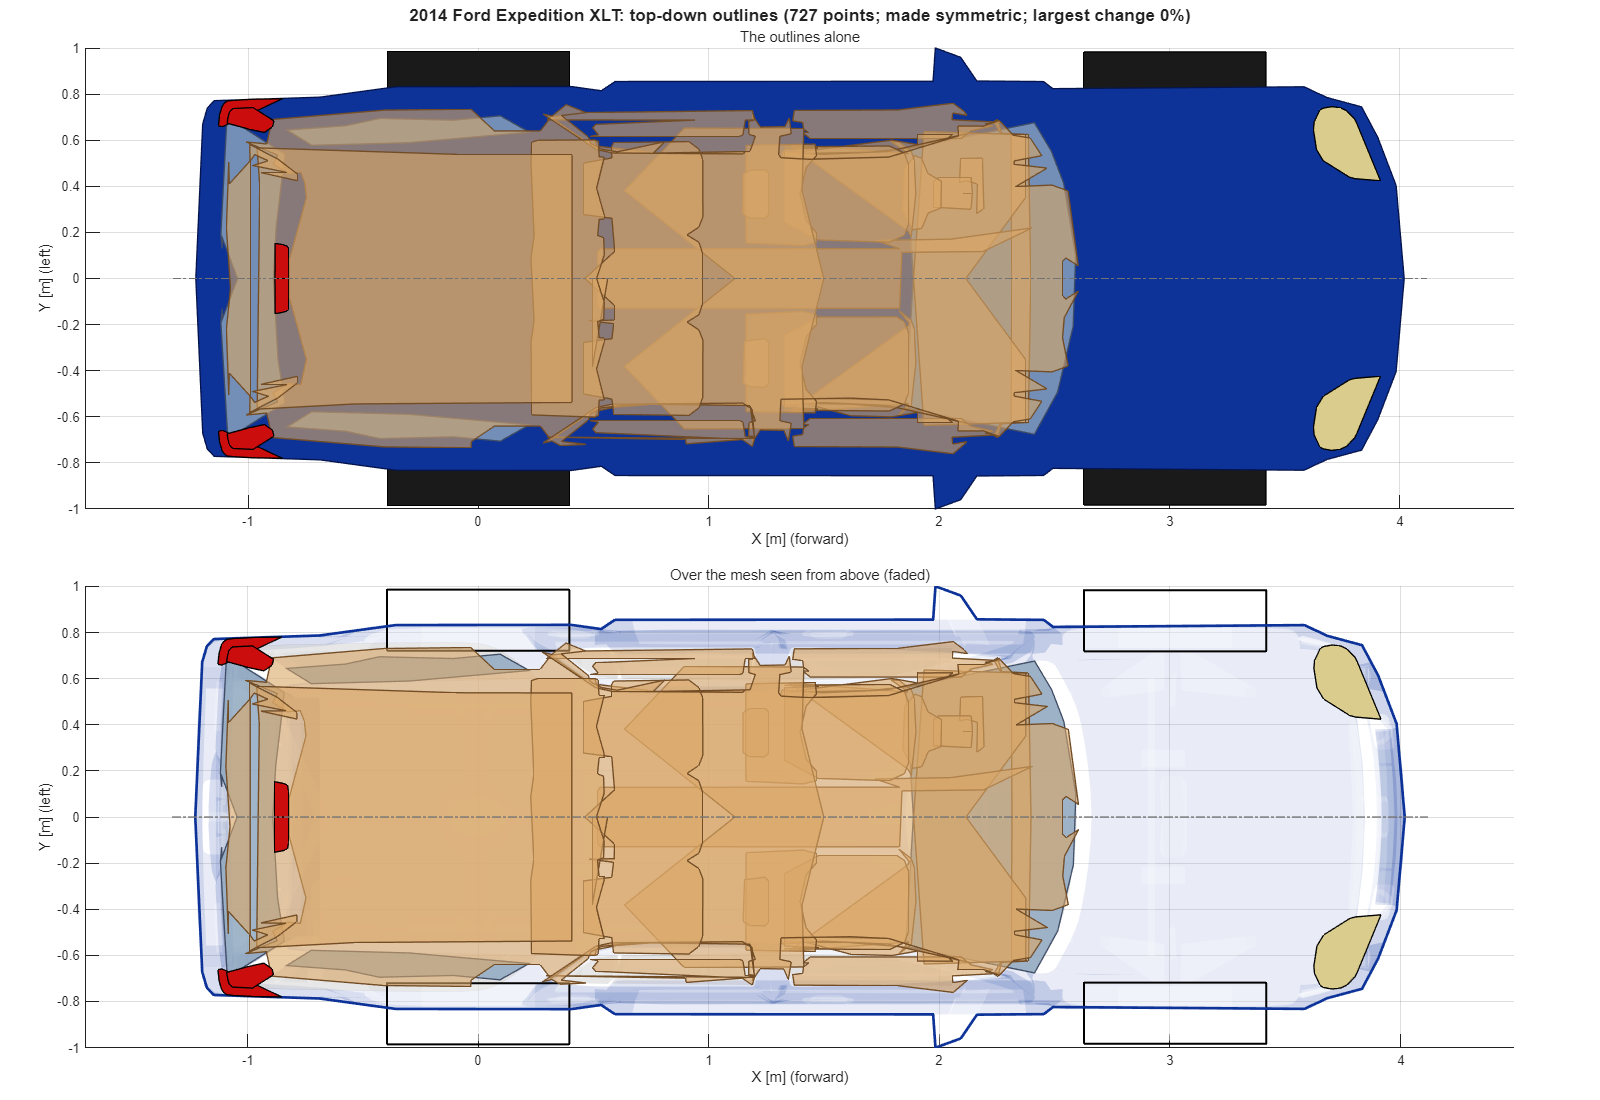 2014 Ford Expedition XLT: top-down outlines (727 points; made symmetric; largest change 0%)
The outlines alone
1
0.8
0.6
0.4
0.2
0
-0.2
-0.4
-0.6
-0.8
-1
Y [m] (left)
-1 0 1 2 3 4
X [m] (forward)
Over the mesh seen from above (faded)
1
0.8
0.6
0.4
0.2
0
-0.2
-0.4
-0.6
-0.8
-1
Y [m] (left)
-1 0 1 2 3 4
X [m] (forward)